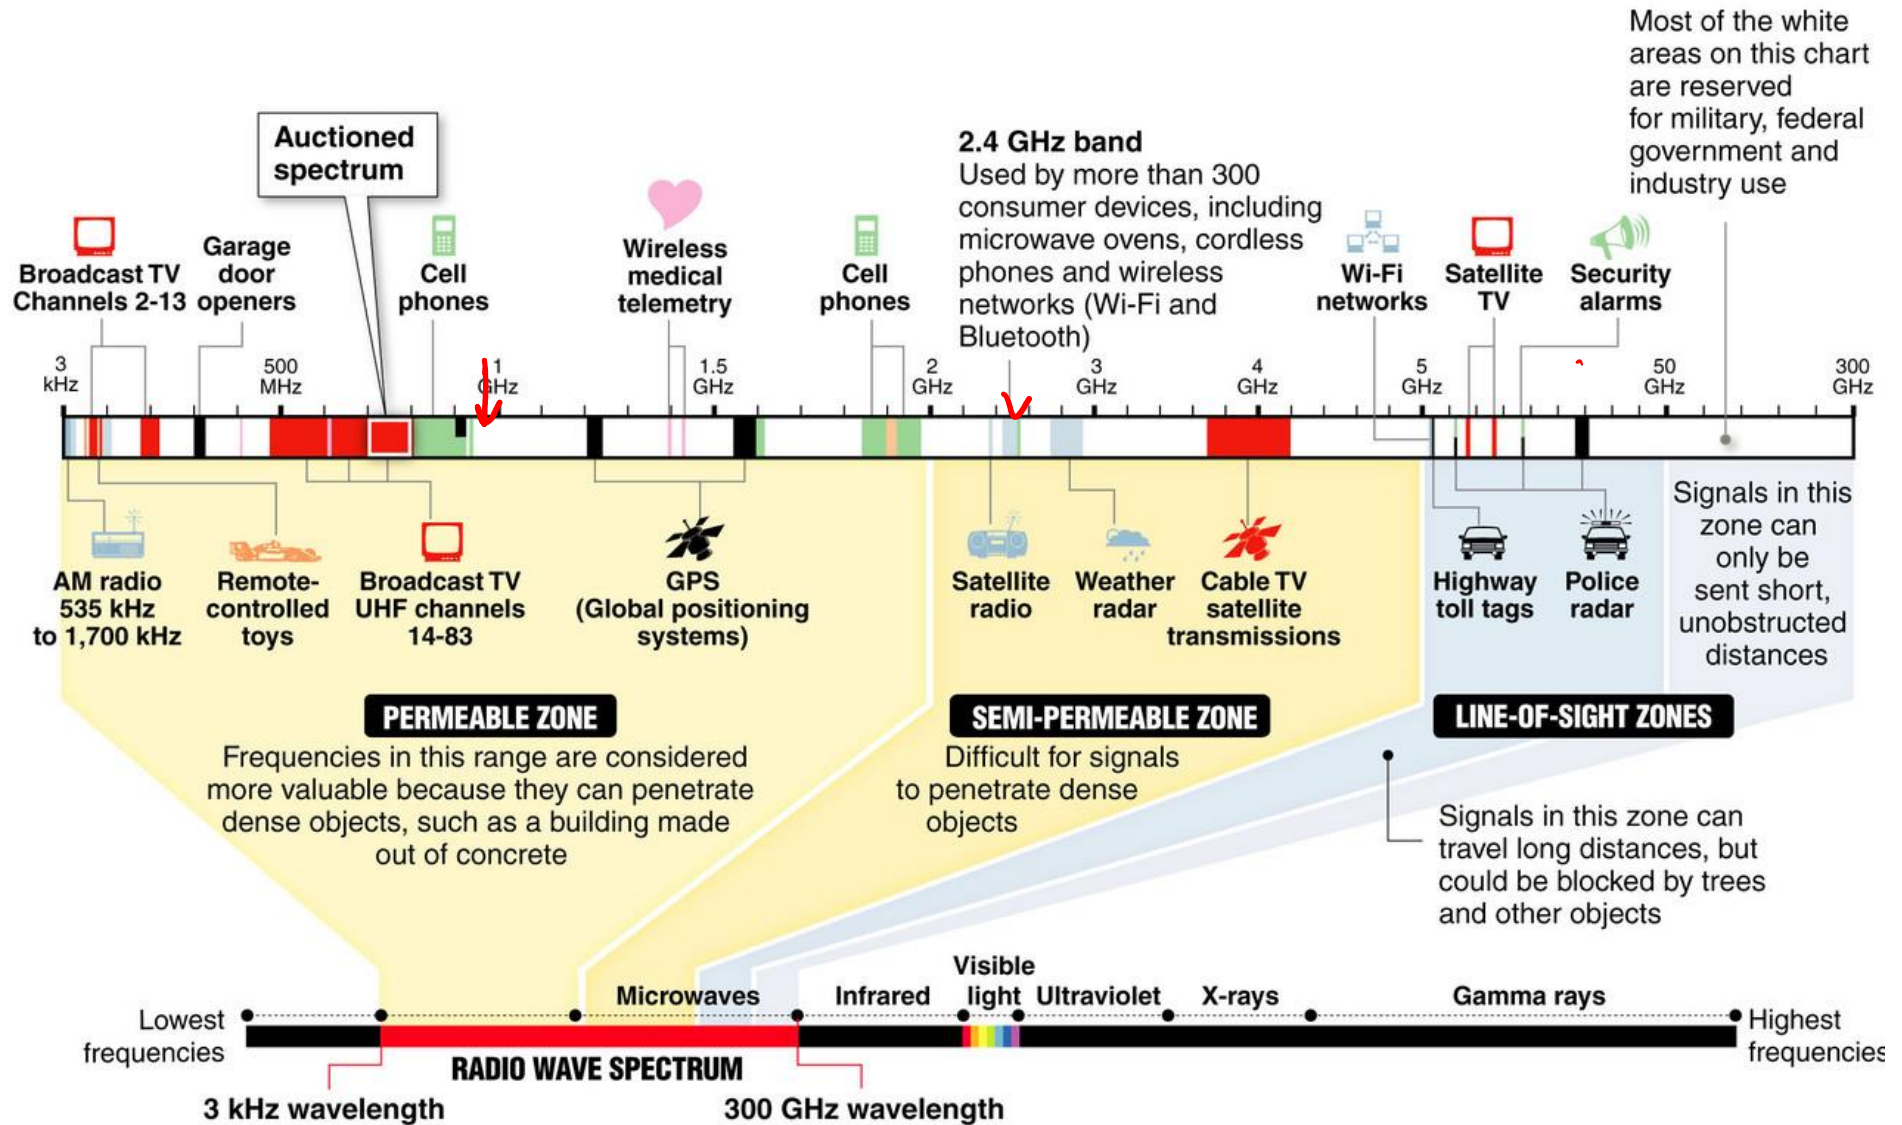 Most of the white
areas on this chart
are reserved
for military, federal
government and
industry use
Auctioned
spectrum
2.4 GHz band
Used by more than 300
consumer devices, including
microwave ovens, cordless
phones and wireless
networks (Wi-Fi and
Bluetooth)
Broadcast TV
Channels 2-13
Garage
door
openers
Cell
phones
Wireless
medical
telemetry
Cell
phones
Wi-Fi
networks
Satellite
TV
Security
alarms
3
kHz
500
MHz
1
GHz
1.5
GHz
2
GHz
3
GHz
4
GHz
5
GHz
50
GHz
300
GHz
AM radio
535 kHz
to 1,700 kHz
Remote-
controlled
toys
Broadcast TV
UHF channels
14-83
GPS
(Global positioning
systems)
Satellite
radio
Weather
radar
Cable TV
satellite
transmissions
Highway
toll tags
Police
radar
Signals in this
zone can
only be
sent short,
unobstructed
distances
PERMEABLE ZONE
Frequencies in this range are considered
more valuable because they can penetrate
dense objects, such as a building made
out of concrete
SEMI-PERMEABLE ZONE
Difficult for signals
to penetrate dense
objects
LINE-OF-SIGHT ZONES
Signals in this zone can
travel long distances, but
could be blocked by trees
and other objects
Lowest
frequencies
Microwaves
Infrared
Visible
light
Ultraviolet
X-rays
Gamma rays
Highest
frequencies
RADIO WAVE SPECTRUM
3 kHz wavelength
300 GHz wavelength